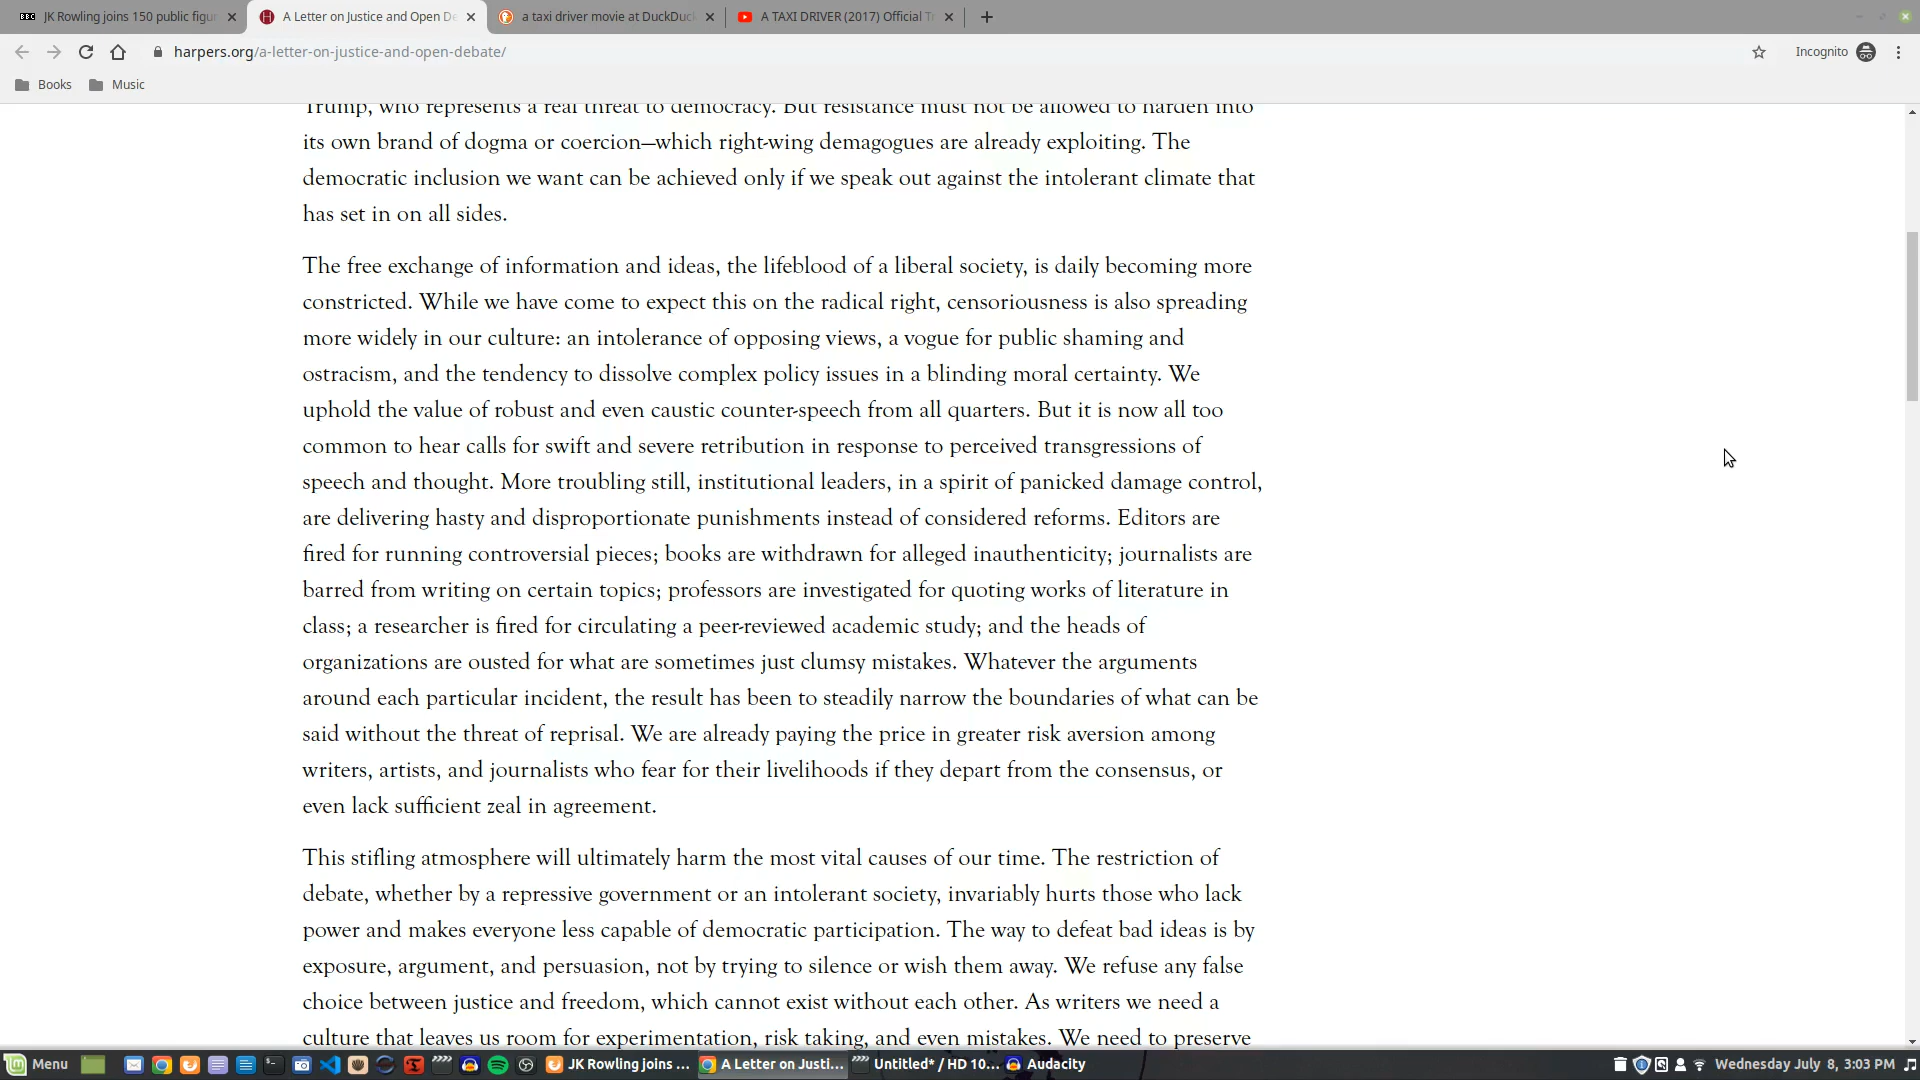 JK Rowling joins 150 public figu
A Letter on Justice and Open De
a taxi driver movie at DuckDuc
A TAXI DRIVER (2017) Official Tr
harpers.org/a-letter-on-justice-and-open-debate/
Incognito
Books
Music
Trump, who represents a real threat to democracy. But resistance must not be allowed to harden into
its own brand of dogma or coercion—which right-wing demagogues are already exploiting. The
democratic inclusion we want can be achieved only if we speak out against the intolerant climate that
has set in on all sides.
The free exchange of information and ideas, the lifeblood of a liberal society, is daily becoming more
constricted. While we have come to expect this on the radical right, censoriousness is also spreading
more widely in our culture: an intolerance of opposing views, a vogue for public shaming and
ostracism, and the tendency to dissolve complex policy issues in a blinding moral certainty. We
uphold the value of robust and even caustic counter-speech from all quarters. But it is now all too
common to hear calls for swift and severe retribution in response to perceived transgressions of
speech and thought. More troubling still, institutional leaders, in a spirit of panicked damage control,
are delivering hasty and disproportionate punishments instead of considered reforms. Editors are
fired for running controversial pieces; books are withdrawn for alleged inauthenticity; journalists are
barred from writing on certain topics; professors are investigated for quoting works of literature in
class; a researcher is fired for circulating a peer-reviewed academic study; and the heads of
organizations are ousted for what are sometimes just clumsy mistakes. Whatever the arguments
around each particular incident, the result has been to steadily narrow the boundaries of what can be
said without the threat of reprisal. We are already paying the price in greater risk aversion among
writers, artists, and journalists who fear for their livelihoods if they depart from the consensus, or
even lack sufficient zeal in agreement.
This stifling atmosphere will ultimately harm the most vital causes of our time. The restriction of
debate, whether by a repressive government or an intolerant society, invariably hurts those who lack
power and makes everyone less capable of democratic participation. The way to defeat bad ideas is by
exposure, argument, and persuasion, not by trying to silence or wish them away. We refuse any false
choice between justice and freedom, which cannot exist without each other. As writers we need a
culture that leaves us room for experimentation, risk taking, and even mistakes. We need to preserve
Menu
JK Rowling joins ...
A Letter on Justi...
Untitled* / HD 10...
Audacity
Wednesday July 8, 3:03 PM